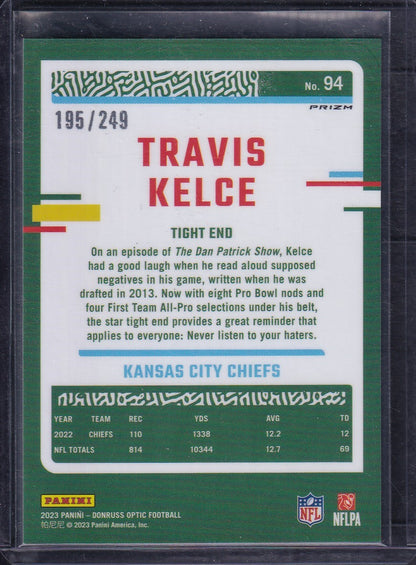 No. 94
PRIZM
195/249
TRAVIS
KELCE
TIGHT END
On an episode of The Dan Patrick Show, Kelce
had a good laugh when he read aloud supposed
negatives in his game, written when he was
drafted in 2013. Now with eight Pro Bowl nods and
four First Team All-Pro selections under his belt,
the star tight end provides a great reminder that
applies to everyone: Never listen to your haters.
KANSAS CITY CHIEFS
YEAR TEAM REC YDS AVG TD
2022 CHIEFS 110 1338 12.2 12
NFL TOTALS 814 10344 12.7 69
PANINI
2023 PANINI – DONRUSS OPTIC FOOTBALL
帕尼尼 © 2023 Panini America, Inc.
NFL
NFLPA